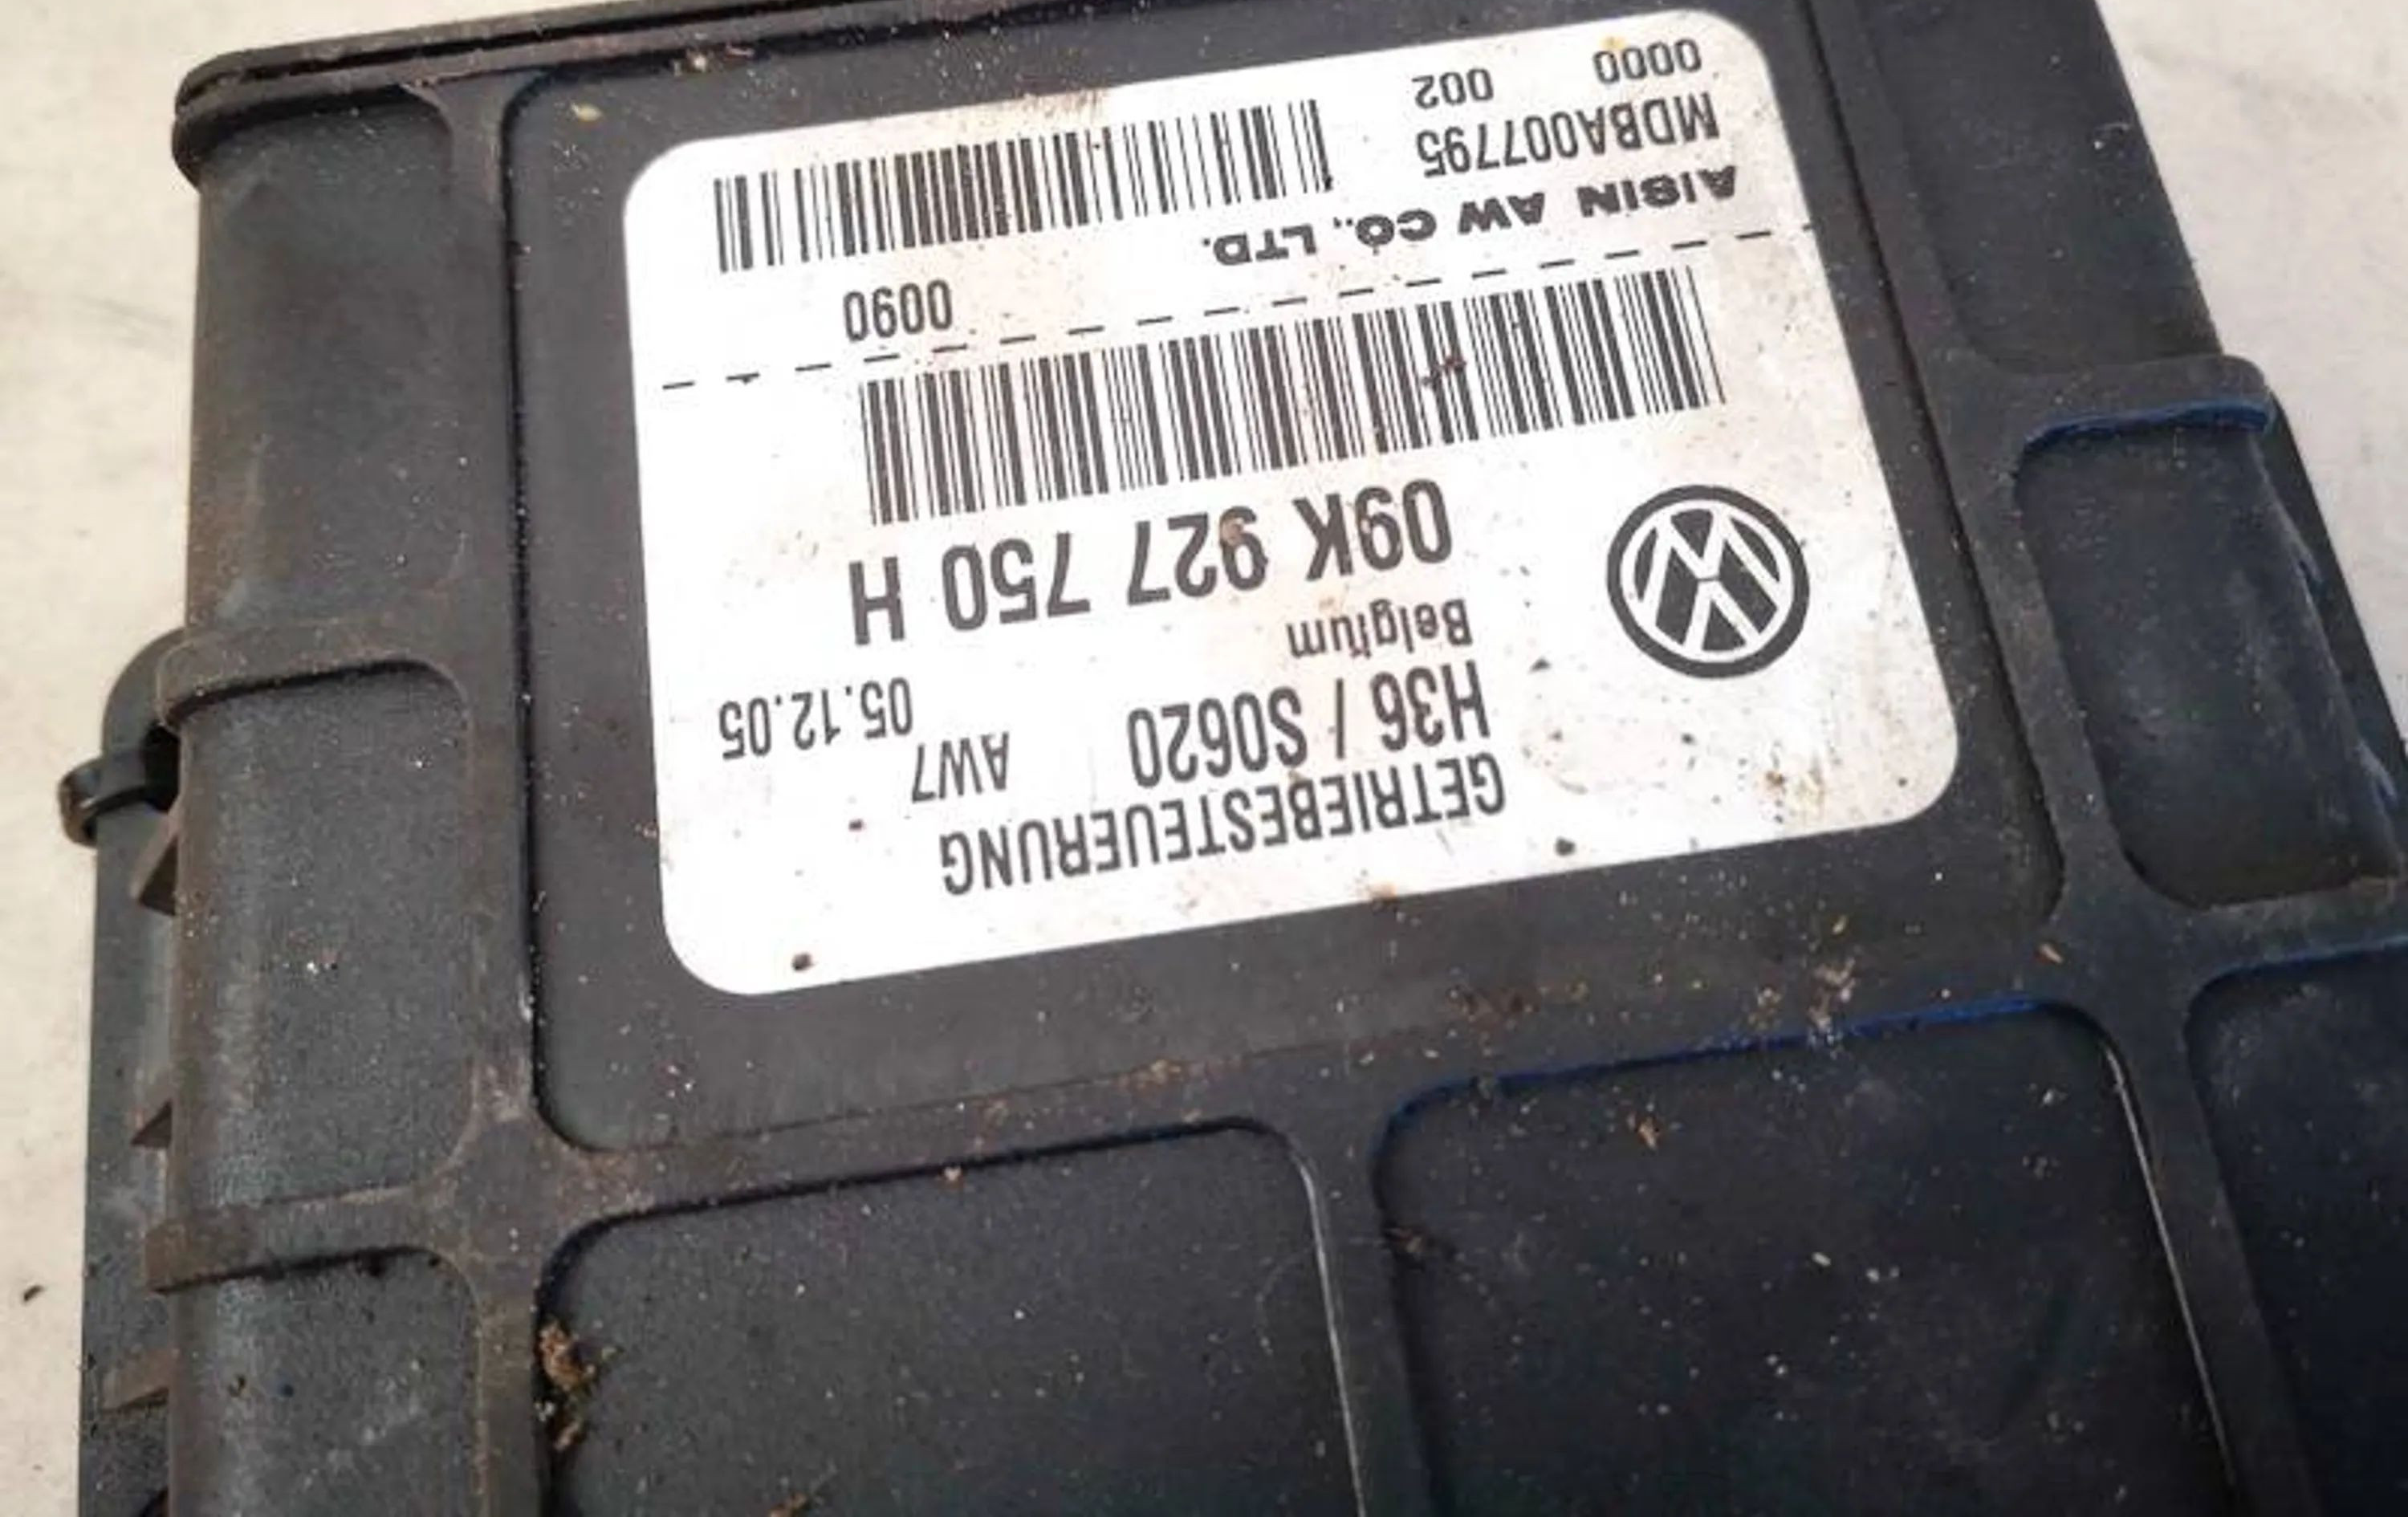 GETRIEBESTEUERUNG
H36 / S0620 AW7 05.12.05
Belgium
09K 927 750 H
0090
AISIN AW CO., LTD.
MDBA007795
0000 002